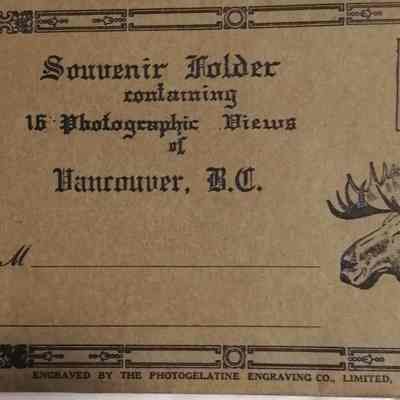 Souvenir Folder
containing
16 Photographic Views
of
Vancouver, B.C.
M
ENGRAVED BY THE PHOTOGELATINE ENGRAVING CO., LIMITED,